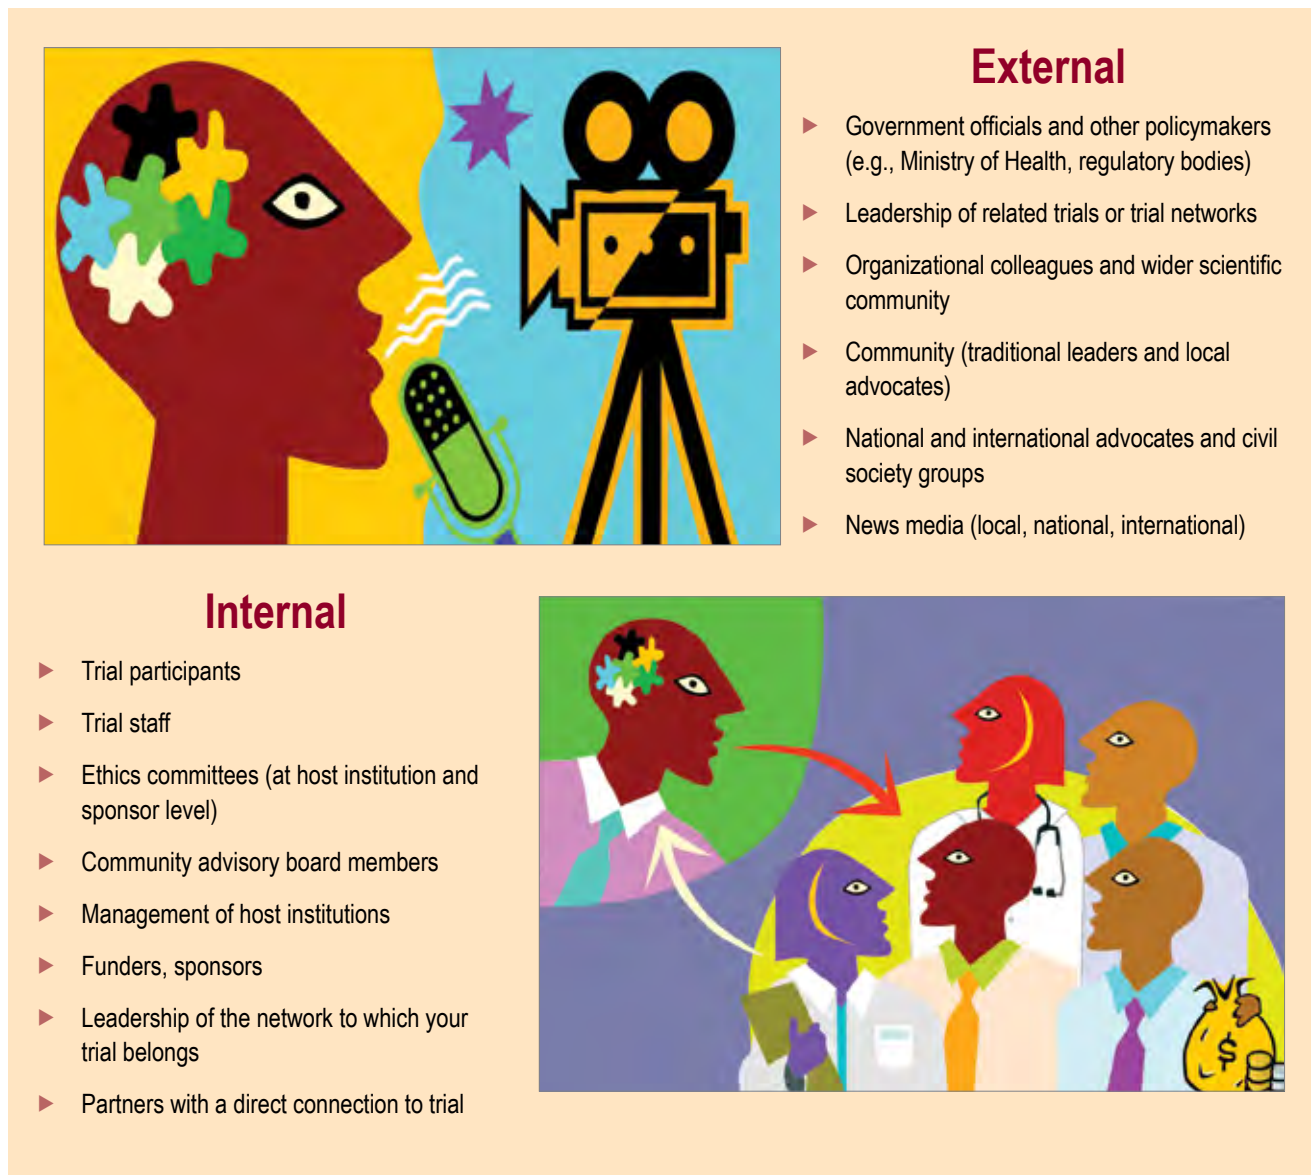 External
Government officials and other policymakers
(e.g., Ministry of Health, regulatory bodies)
Leadership of related trials or trial networks
Organizational colleagues and wider scientific
community
Community (traditional leaders and local
advocates)
National and international advocates and civil
society groups
News media (local, national, international)
Internal
Trial participants
Trial staff
Ethics committees (at host institution and
sponsor level)
Community advisory board members
Management of host institutions
Funders, sponsors
Leadership of the network to which your
trial belongs
Partners with a direct connection to trial
$